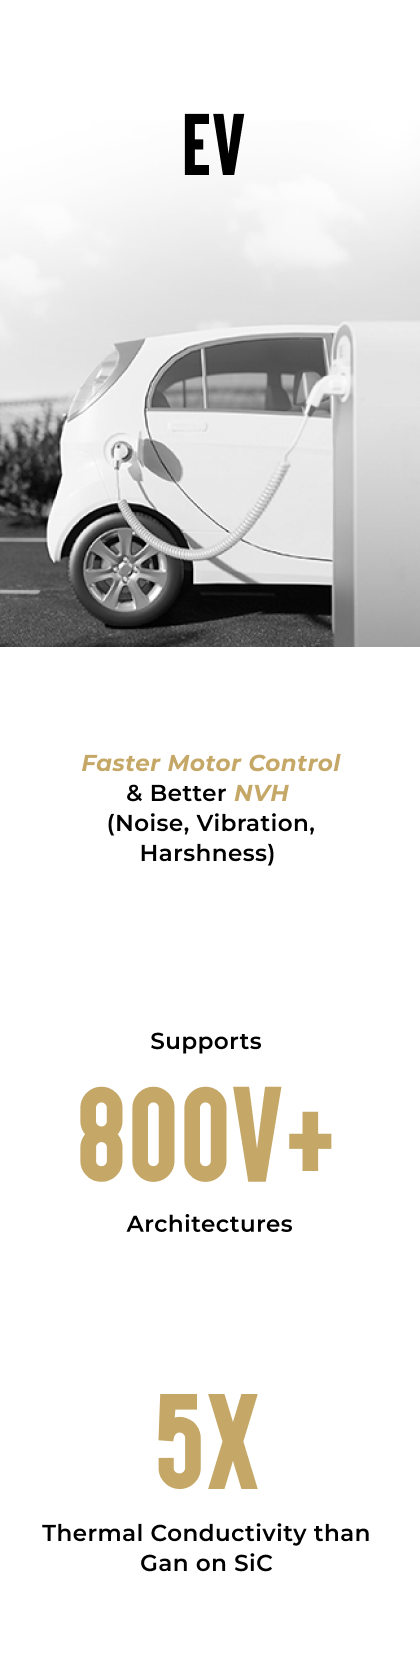 EV
Faster Motor Control
& Better NVH
(Noise, Vibration,
Harshness)
Supports
800V+
Architectures
5X
Thermal Conductivity than
Gan on SiC